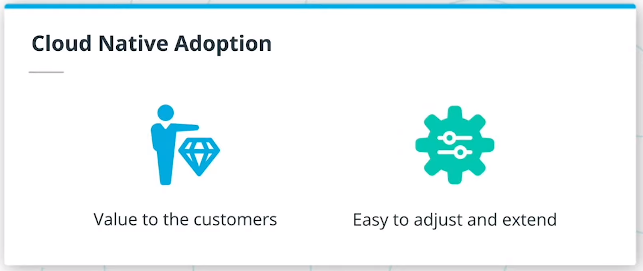 Cloud Native Adoption
Value to the customers
Easy to adjust and extend